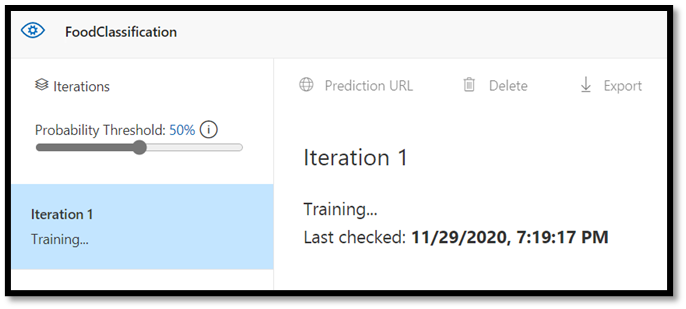 FoodClassification
Iterations
Probability Threshold: 50%
Iteration 1
Training...
Prediction URL
Delete
Export
Iteration 1
Training...
Last checked: 11/29/2020, 7:19:17 PM